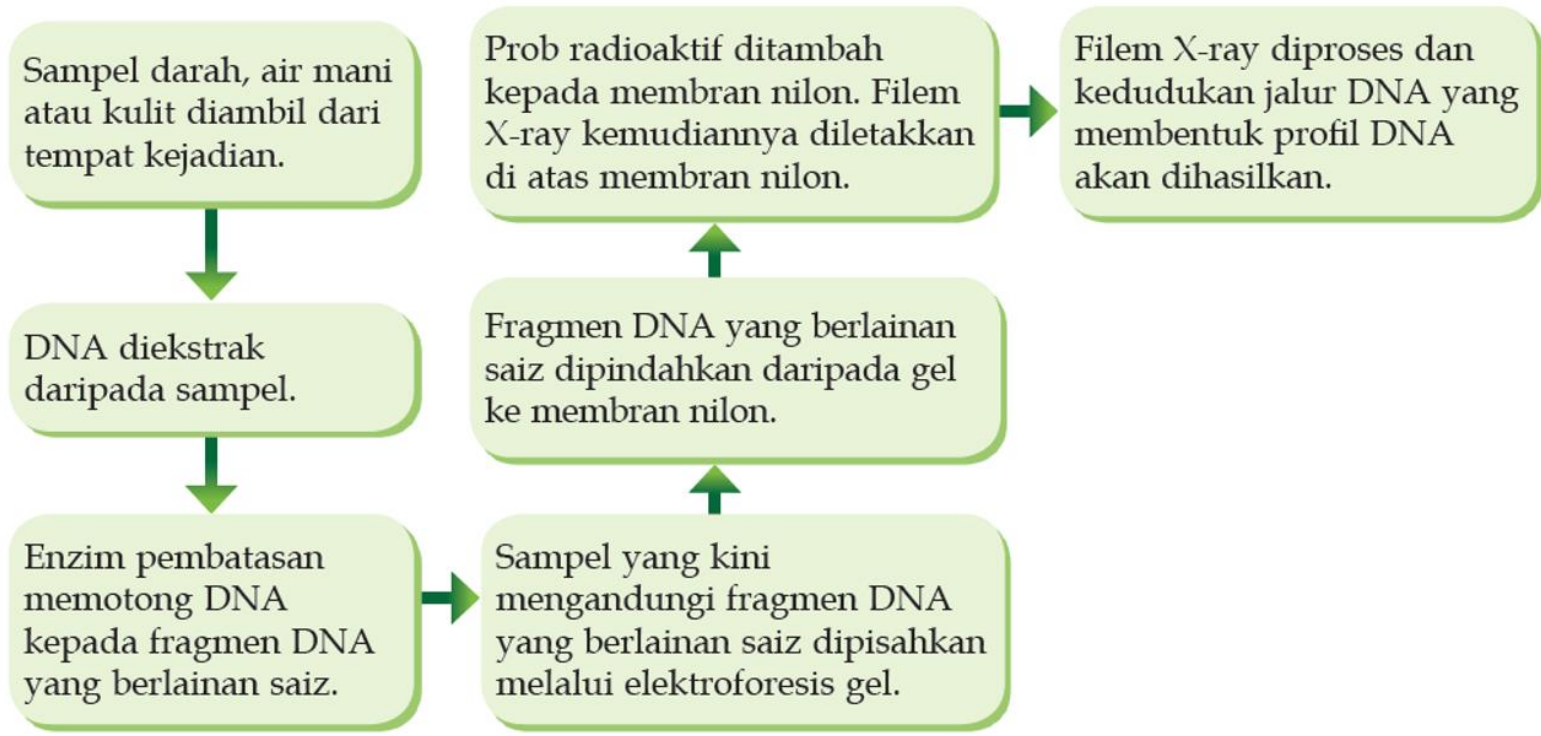 Sampel darah, air mani
atau kulit diambil dari
tempat kejadian.
DNA diekstrak
daripada sampel.
Enzim pembatasan
memotong DNA
kepada fragmen DNA
yang berlainan saiz.
Sampel yang kini
mengandungi fragmen DNA
yang berlainan saiz dipisahkan
melalui elektroforesis gel.
Fragmen DNA yang berlainan
saiz dipindahkan daripada gel
ke membran nilon.
Prob radioaktif ditambah
kepada membran nilon. Filem
X-ray kemudiannya diletakkan
di atas membran nilon.
Filem X-ray diproses dan
kedudukan jalur DNA yang
membentuk profil DNA
akan dihasilkan.